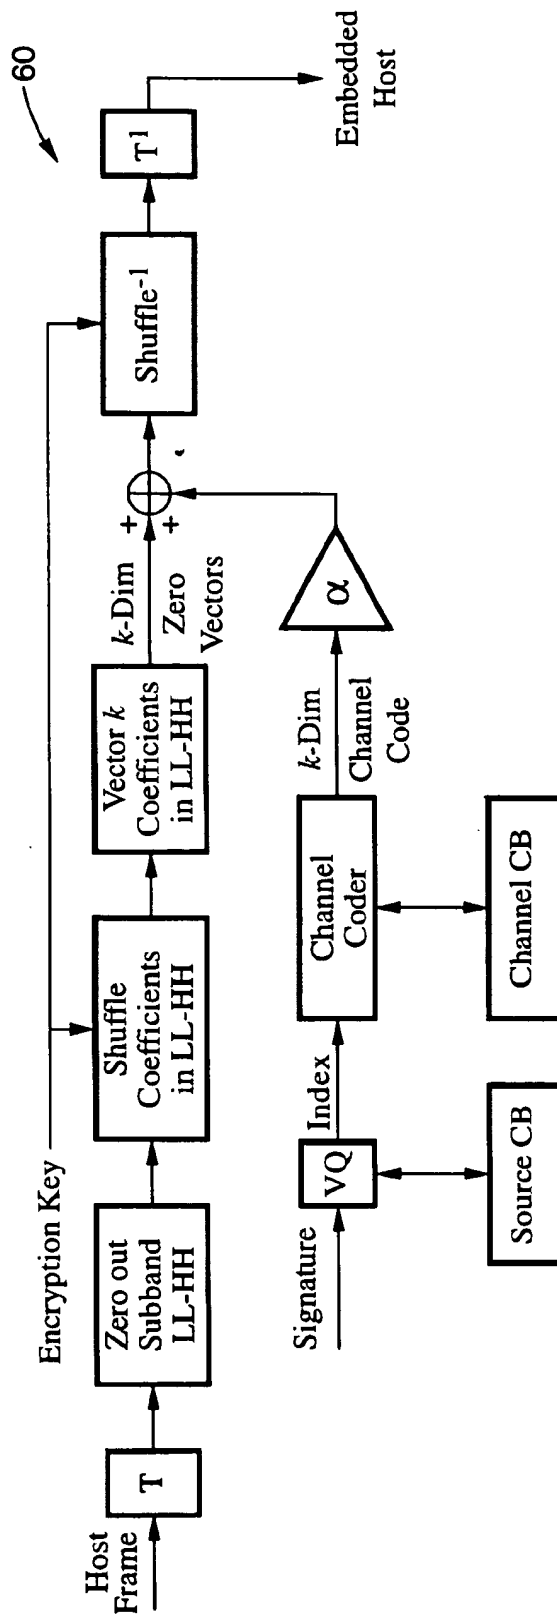 60
Encryption Key
Host
Frame
T
Zero out
Subband
LL-HH
Shuffle
Coefficients
in LL-HH
Vector k
Coefficients
in LL-HH
k-Dim
Zero
Vectors
+
+
Shuffle-1
T1
Embedded
Host
Signature
VQ
Index
Channel
Coder
k-Dim
Channel
Code
α
Source CB
Channel CB